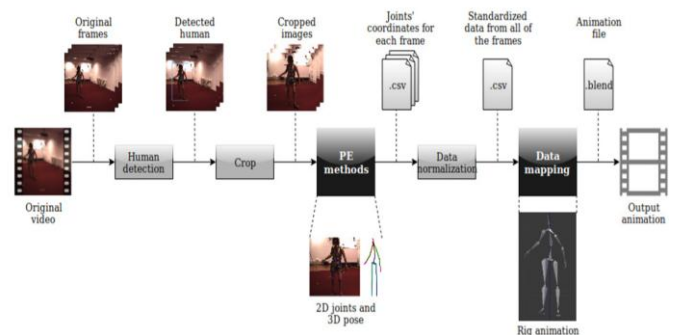 Original
frames
Detected
human
Cropped
images
Joints'
coordinates for
each frame
Standardized
data from all of
the frames
Animation
file
.csv
.csv
.blend
Human
detection
Crop
PE
methods
Data
normalization
Data
mapping
Original
video
Output
animation
2D joints and
3D pose
Rig animation